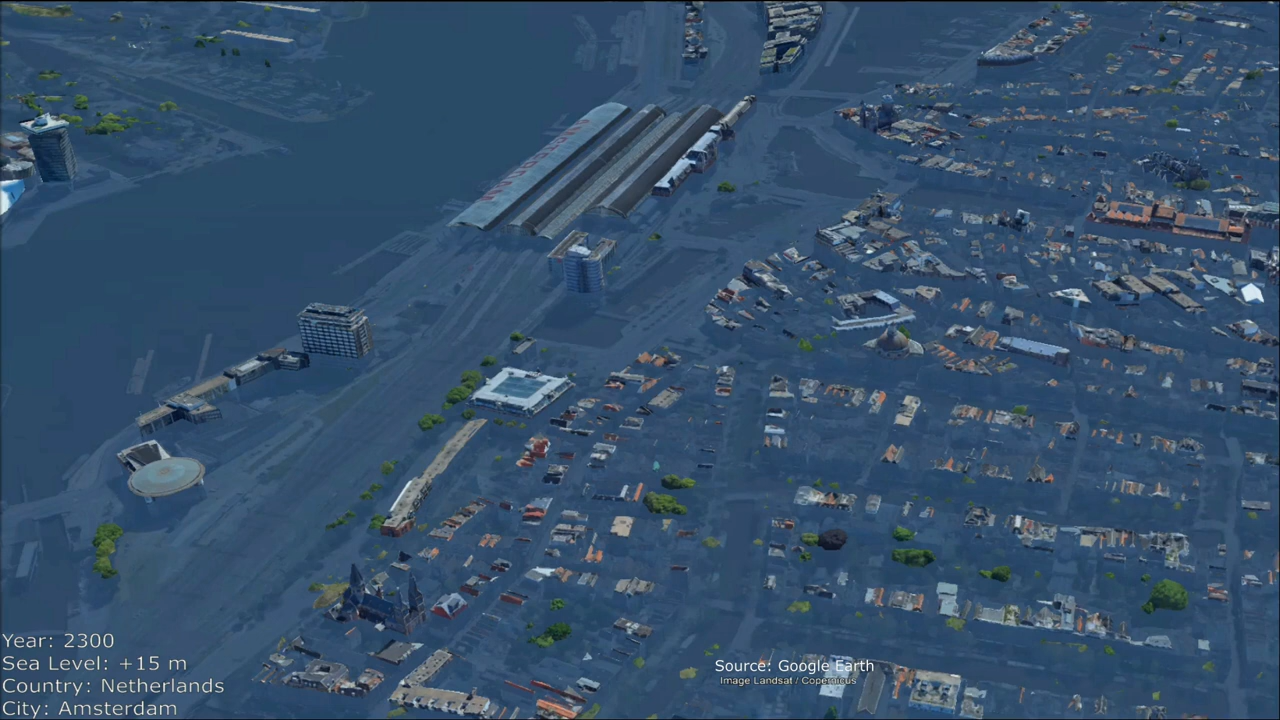 Year: 2300
Sea Level: +15 m
Country: Netherlands
City: Amsterdam
Source: Google Earth
Image Landsat / Copernicus